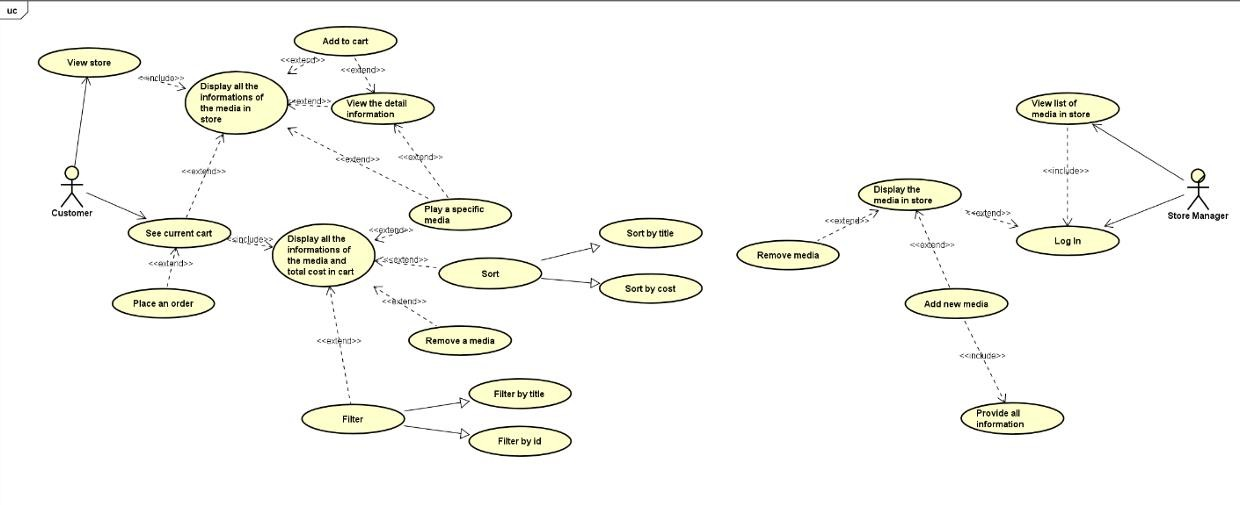 uc
Add to cart
View store
<<extend>>
<<extend>>
<<include>>
Display all the
informations of
the media in
store
<<extend>>
View the detail
information
<<extend>>
<<extend>>
<<extend>>
Customer
Play a specific
media
See current cart
<<include>>
Display all the
informations of
the media and
total cost in cart
<<extend>>
<<extend>>
<<extend>>
Sort
Sort by title
Sort by cost
Place an order
<<extend>>
Remove a media
<<extend>>
Filter
Filter by title
Filter by id
View list of
media in store
<<include>>
Store Manager
Display the
media in store
<<extend>>
<<extend>>
Log In
Remove media
<<extend>>
Add new media
<<include>>
Provide all
information